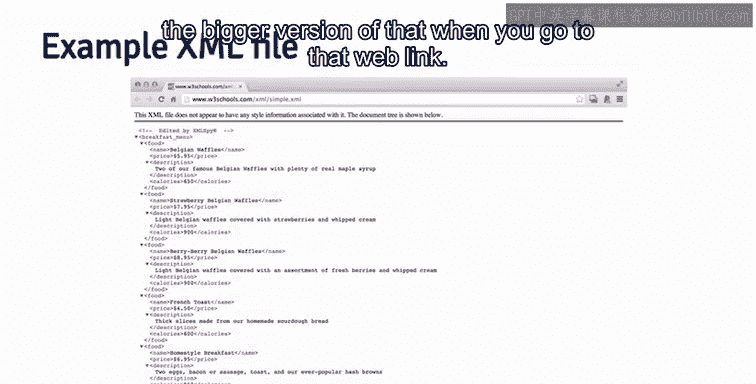 the bigger version of that when you go to
that web link.
Example XML file
www.w3schools.com/xml/simple.xml
This XML file does not appear to have any style information associated with it. The document tree is shown below.
<!-- Edited by XMLSpy® -->
▼<breakfast_menu>
▼<food>
<name>Belgian Waffles</name>
<price>$5.95</price>
▼<description>
Two of our famous Belgian Waffles with plenty of real maple syrup
</description>
<calories>650</calories>
</food>
▼<food>
<name>Strawberry Belgian Waffles</name>
<price>$7.95</price>
▼<description>
Light Belgian waffles covered with strawberries and whipped cream
</description>
<calories>900</calories>
</food>
▼<food>
<name>Berry-Berry Belgian Waffles</name>
<price>$8.95</price>
▼<description>
Light Belgian waffles covered with an assortment of fresh berries and whipped cream
</description>
<calories>900</calories>
</food>
▼<food>
<name>French Toast</name>
<price>$4.50</price>
▼<description>
Thick slices made from our homemade sourdough bread
</description>
<calories>600</calories>
</food>
▼<food>
<name>Homestyle Breakfast</name>
<price>$6.95</price>
▼<description>
Two eggs, bacon or sausage, toast, and our ever-popular hash browns